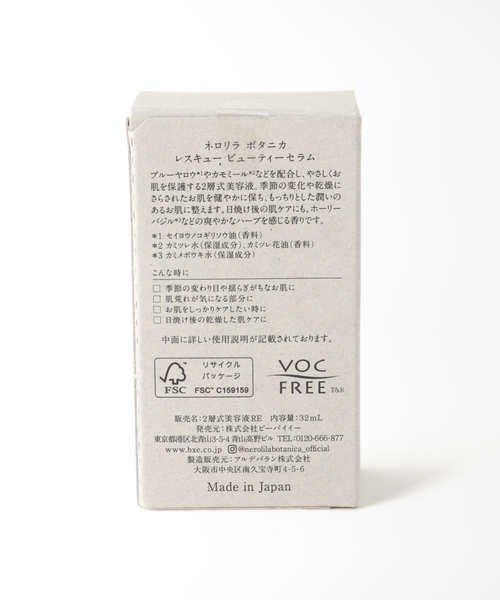 ネロリラ ボタニカ
レスキュー ビューティーセラム
ブルーヤロウ*1やカモミール*2などを配合し、やさしくお
肌を保護する2層式美容液。季節の変化や乾燥に
さらされたお肌を健やかに保ち、もっちりとした潤いの
あるお肌に整えます。日焼け後の肌ケアにも。ホーリー
バジル*3などの爽やかなハーブを感じる香りです。
*1 セイヨウノコギリソウ油(香料)
*2 カミツレ水(保湿成分)、カミツレ花油(香料)
*3 カミメボウキ水(保湿成分)
こんな時に
□ 季節の変わり目や揺らぎがちなお肌に
□ 肌荒れが気になる部分に
□ お肌をしっかりケアしたい時に
□ 日焼け後の乾燥した肌ケアに
中面に詳しい使用説明が記載されております。
FSC
リサイクル
パッケージ
FSC™ C159159
VOC
FREE T&K
販売名:2層式美容液RE 内容量:32mL
発売元:株式会社ビーバイイー
東京都港区北青山3-5-4 青山高野ビル TEL:0120-666-877
www.bxe.co.jp @nerolilabotanica_official
製造販売元:アルデバラン株式会社
大阪市中央区南久宝寺町4-5-6
Made in Japan